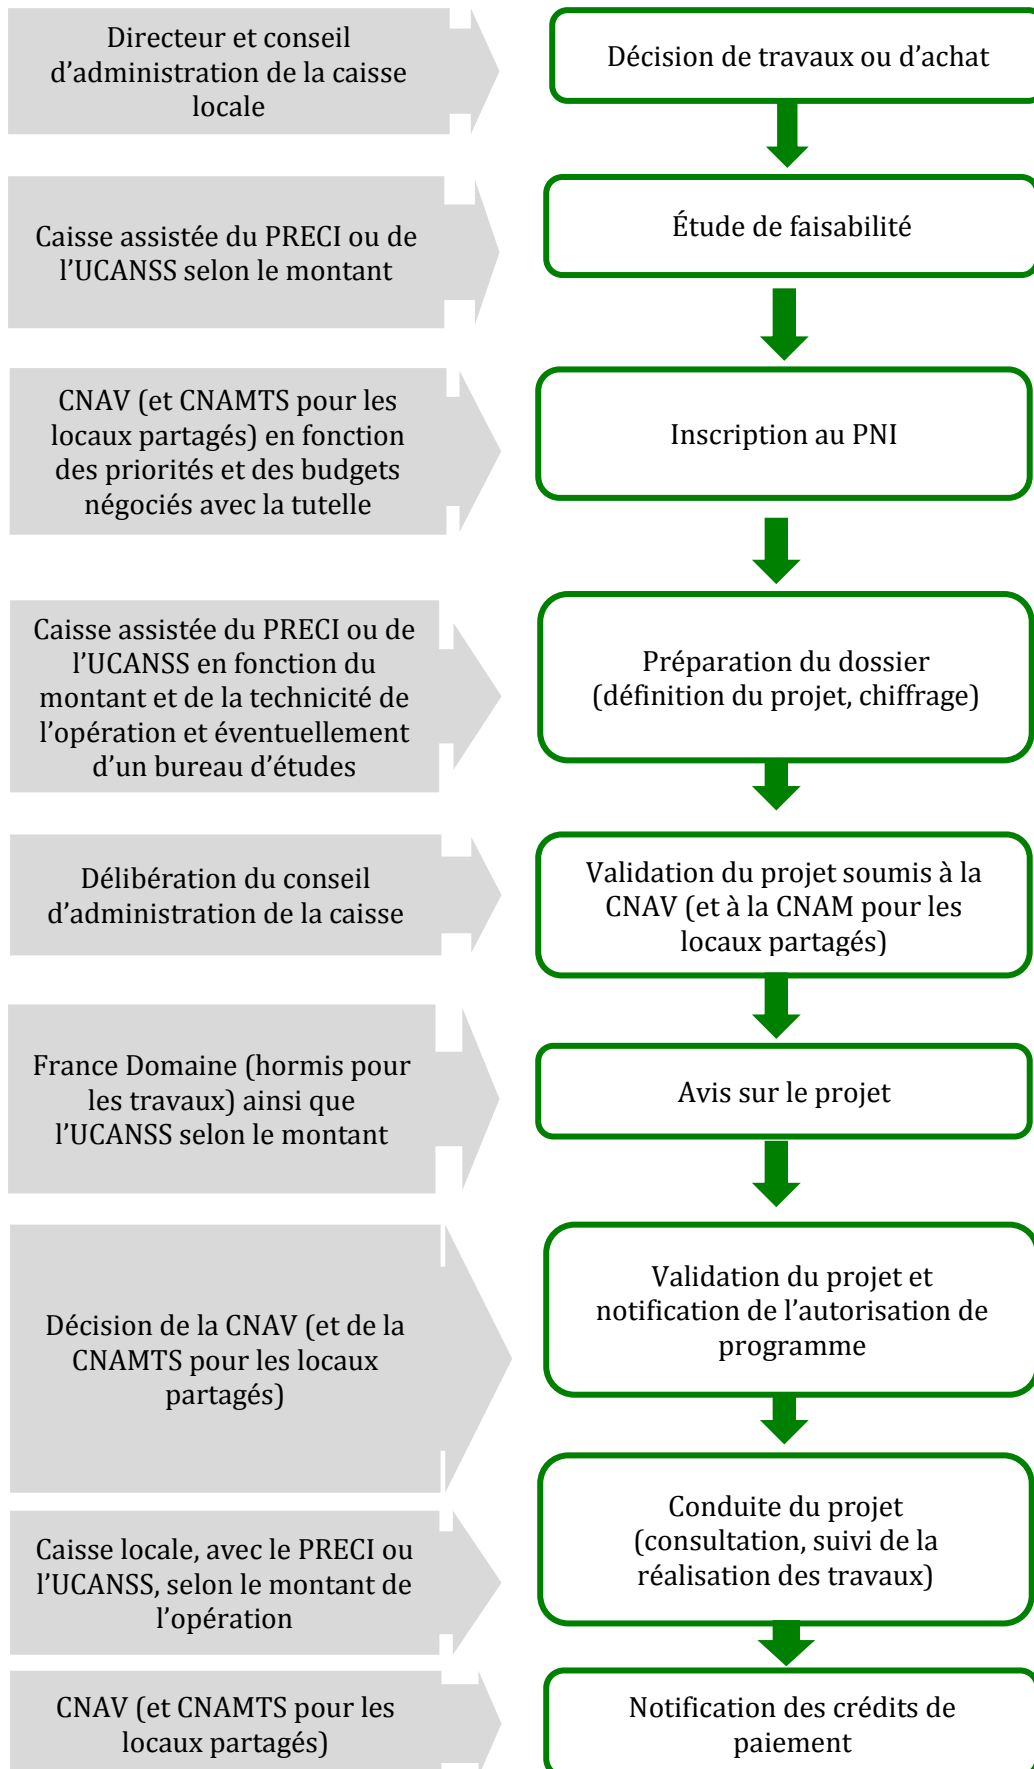 Directeur et conseil
d’administration de la caisse
locale
Décision de travaux ou d’achat
Caisse assistée du PRECI ou de
l’UCANSS selon le montant
Étude de faisabilité
CNAV (et CNAMTS pour les
locaux partagés) en fonction
des priorités et des budgets
négociés avec la tutelle
Inscription au PNI
Caisse assistée du PRECI ou de
l’UCANSS en fonction du
montant et de la technicité de
l’opération et éventuellement
d’un bureau d’études
Préparation du dossier
(définition du projet, chiffrage)
Délibération du conseil
d’administration de la caisse
Validation du projet soumis à la
CNAV (et à la CNAM pour les
locaux partagés)
France Domaine (hormis pour
les travaux) ainsi que
l’UCANSS selon le montant
Avis sur le projet
Décision de la CNAV (et de la
CNAMTS pour les locaux
partagés)
Validation du projet et
notification de l’autorisation de
programme
Caisse locale, avec le PRECI ou
l’UCANSS, selon le montant de
l’opération
Conduite du projet
(consultation, suivi de la
réalisation des travaux)
CNAV (et CNAMTS pour les
locaux partagés)
Notification des crédits de
paiement